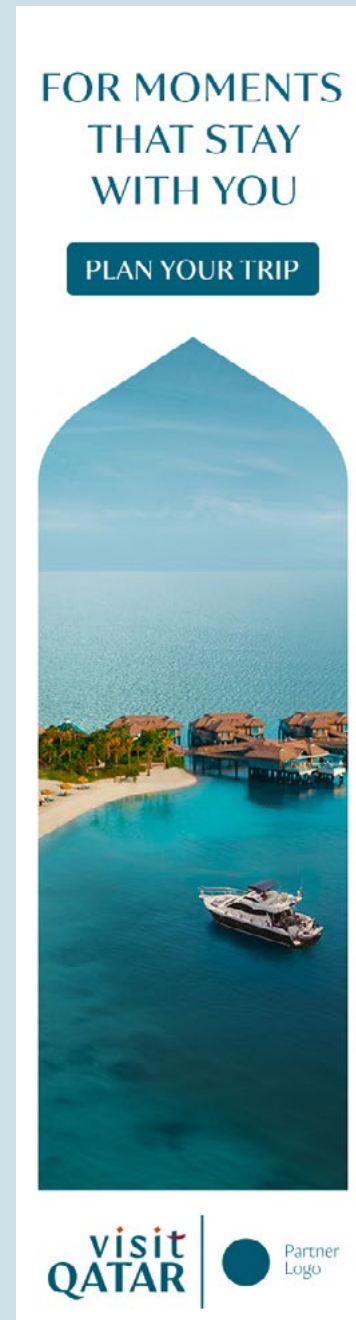 FOR MOMENTS
THAT STAY
WITH YOU
PLAN YOUR TRIP
visit
QATAR
Partner
Logo